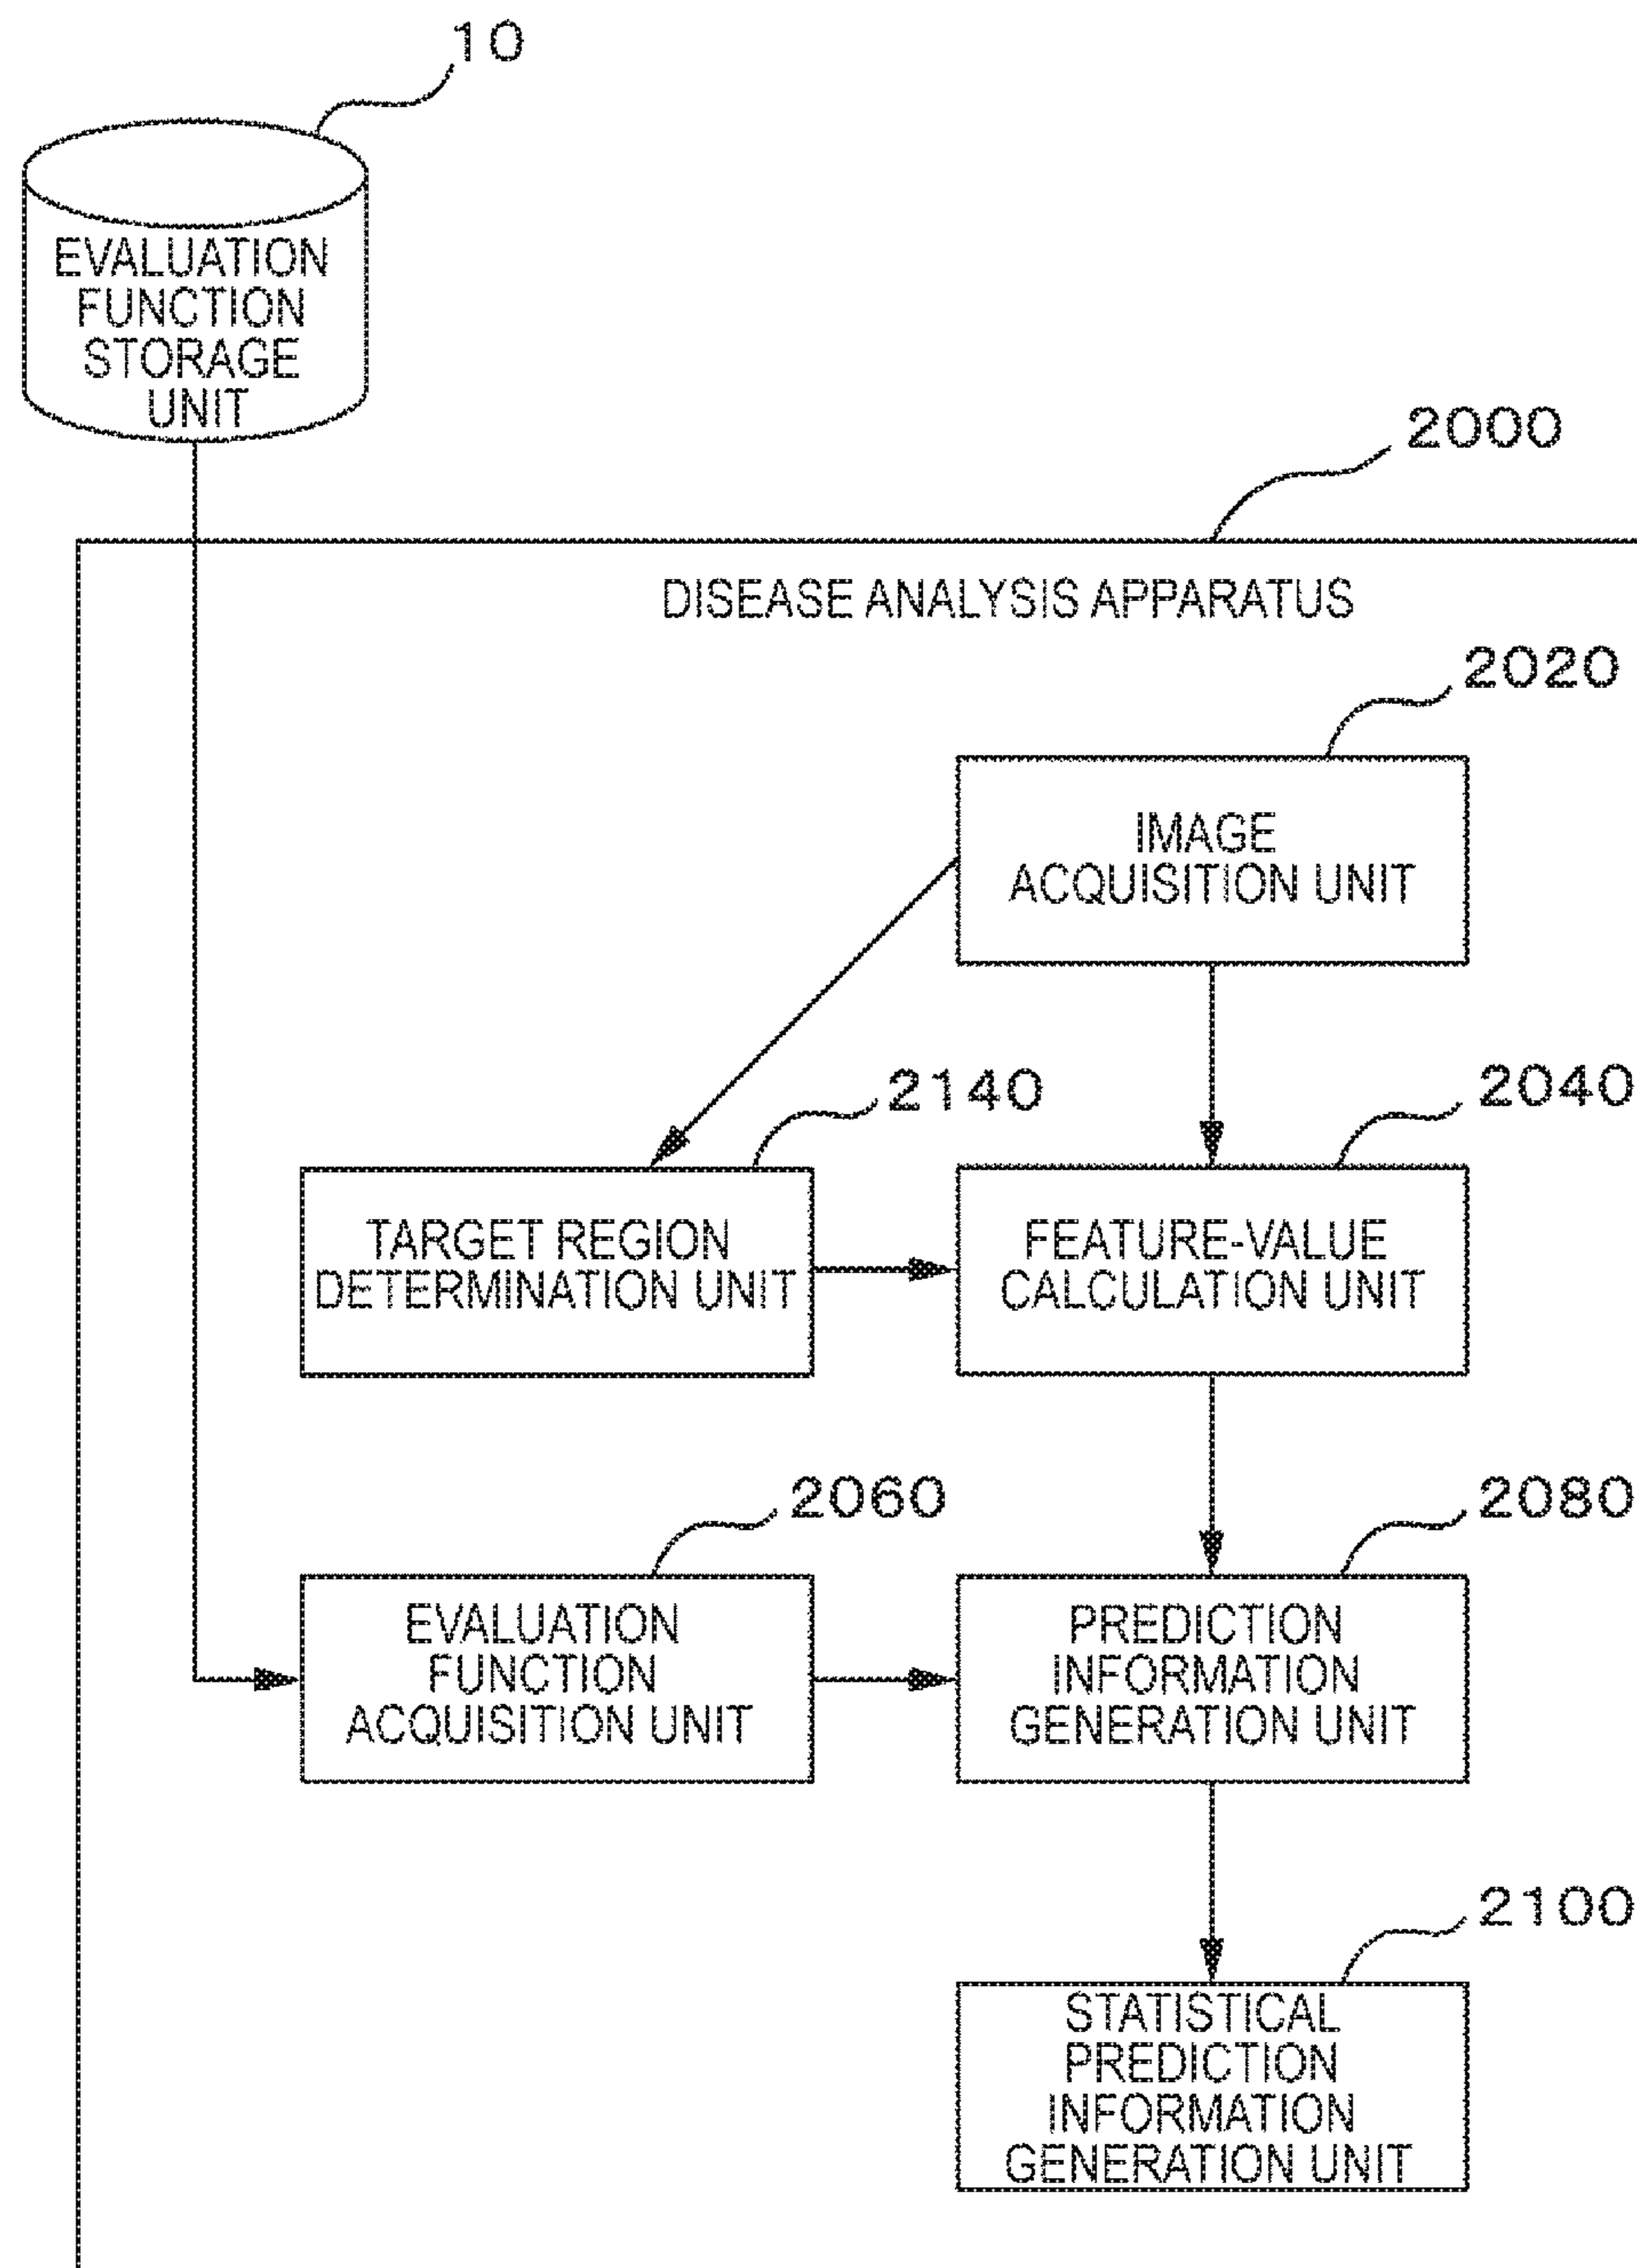 10
EVALUATION
FUNCTION
STORAGE
UNIT
2000
DISEASE ANALYSIS APPARATUS
2020
IMAGE
ACQUISITION UNIT
2140
2040
TARGET REGION
DETERMINATION UNIT
FEATURE-VALUE
CALCULATION UNIT
2060
2080
EVALUATION
FUNCTION
ACQUISITION UNIT
PREDICTION
INFORMATION
GENERATION UNIT
2100
STATISTICAL
PREDICTION
INFORMATION
GENERATION UNIT